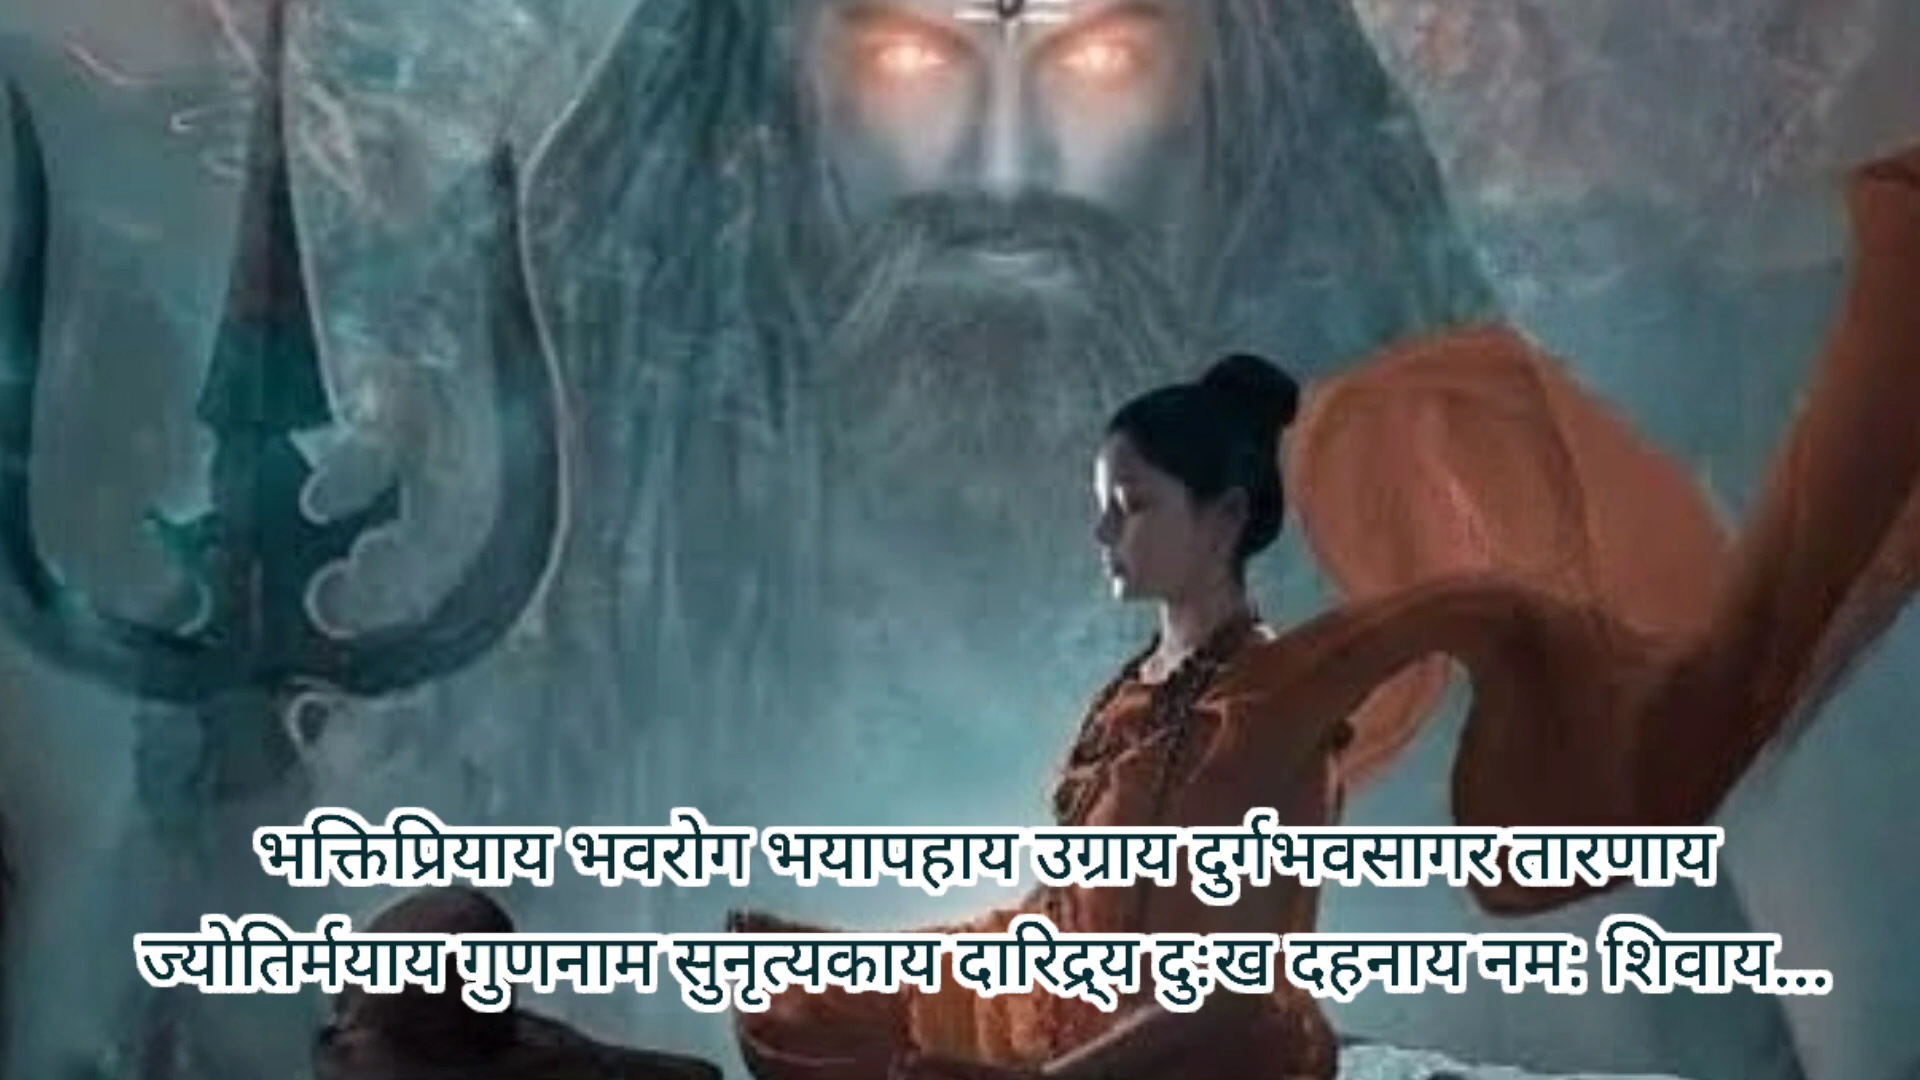 भक्तिप्रियाय भवरोग भयापहाय उग्राय दुर्गभवसागर तारणाय
ज्योतिर्मयाय गुणनाम सुनृत्यकाय दारिद्र्य दु:ख दहनाय नम: शिवाय...